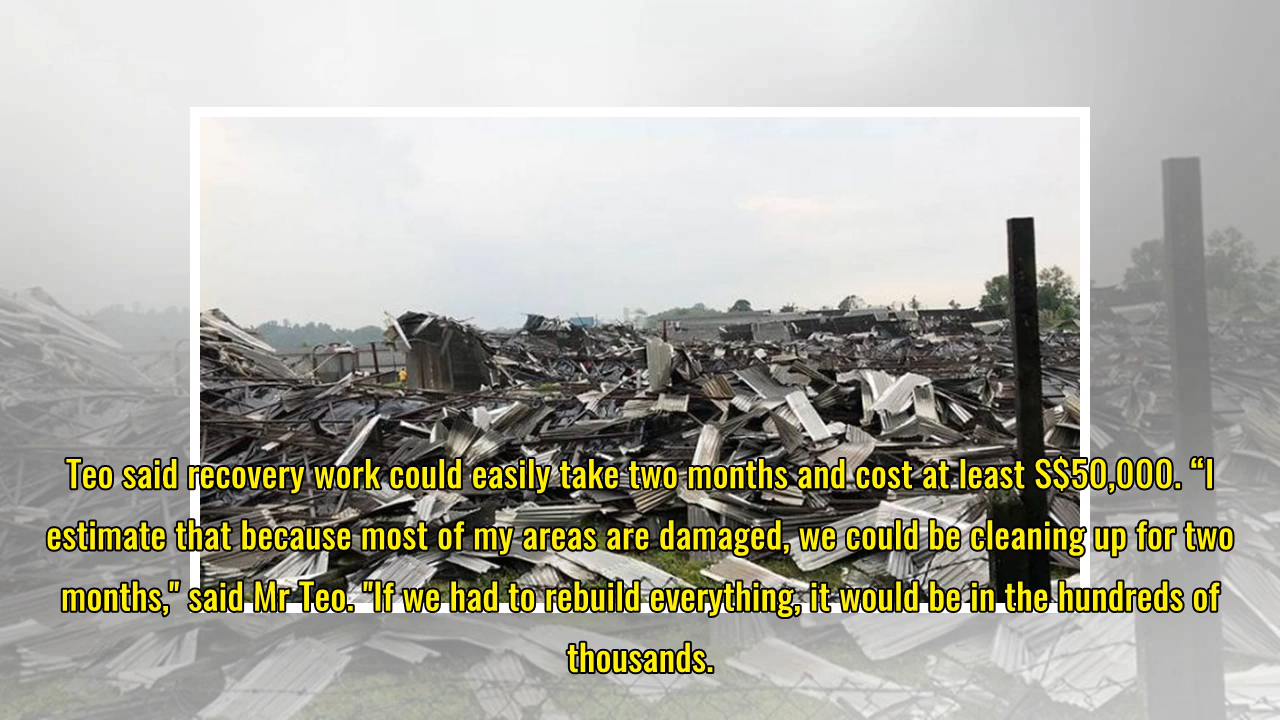 Teo said recovery work could easily take two months and cost at least S$50,000. “I
estimate that because most of my areas are damaged, we could be cleaning up for two
months," said Mr Teo. "If we had to rebuild everything, it would be in the hundreds of
thousands.